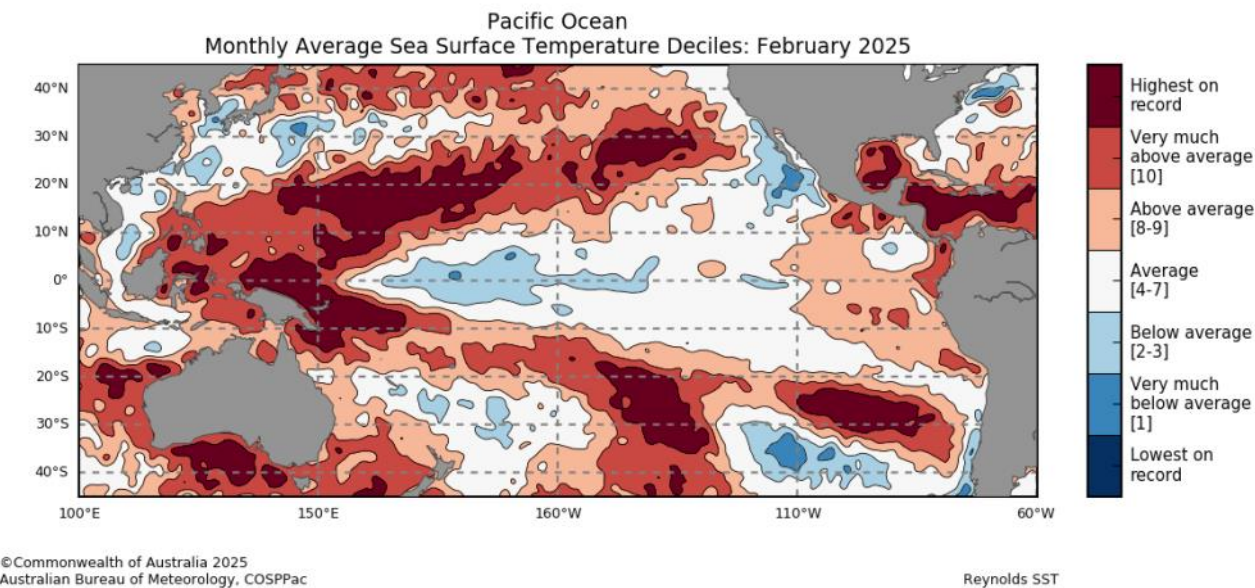 Pacific Ocean
Monthly Average Sea Surface Temperature Deciles: February 2025
40°N
30°N
20°N
10°N
0°
10°S
20°S
30°S
40°S
100°E
150°E
160°W
110°W
60°W
Highest on
record
Very much
above average
[10]
Above average
[8-9]
Average
[4-7]
Below average
[2-3]
Very much
below average
[1]
Lowest on
record
©Commonwealth of Australia 2025
Australian Bureau of Meteorology, COSPPac
Reynolds SST